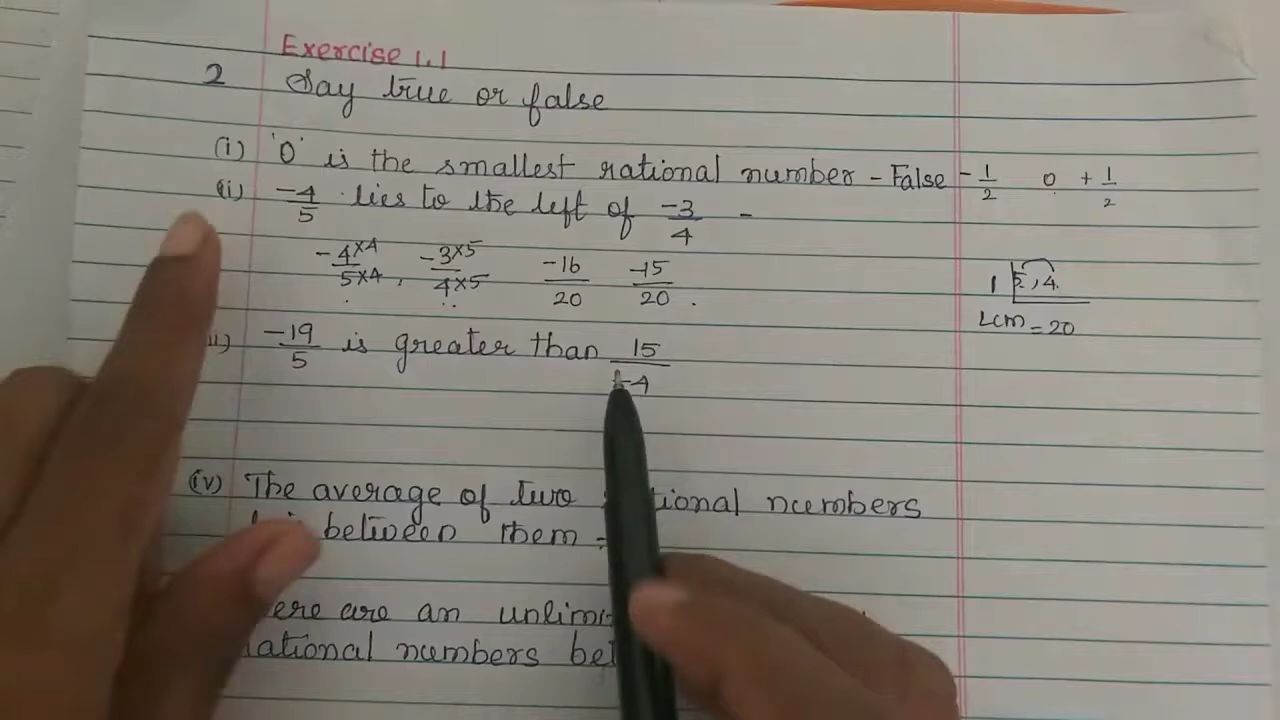 Exercise 1.1
2 Say true or false
(i) '0' is the smallest rational number - False -1/2 0 +1/2
(ii) -4/5 lies to the left of -3/4 -
-4×4/5×4, -3×5/4×5 -16/20 -15/20.
1 5, 4
LCM = 20
-19/5 is greater than 15/-4
(iv) The average of two numbers
between them =
are an
numbers